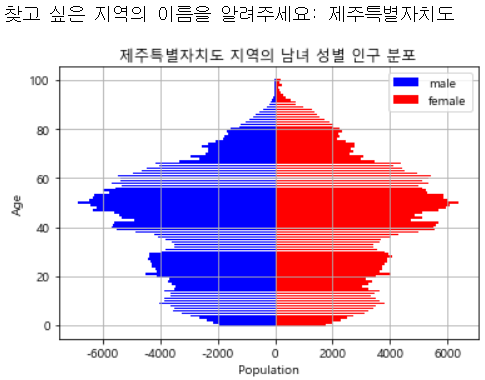 찾고 싶은 지역의 이름을 알려주세요: 제주특별자치도
제주특별자치도 지역의 남녀 성별 인구 분포
male
female
100
80
60
40
20
0
Age
-6000 -4000 -2000 0 2000 4000 6000
Population